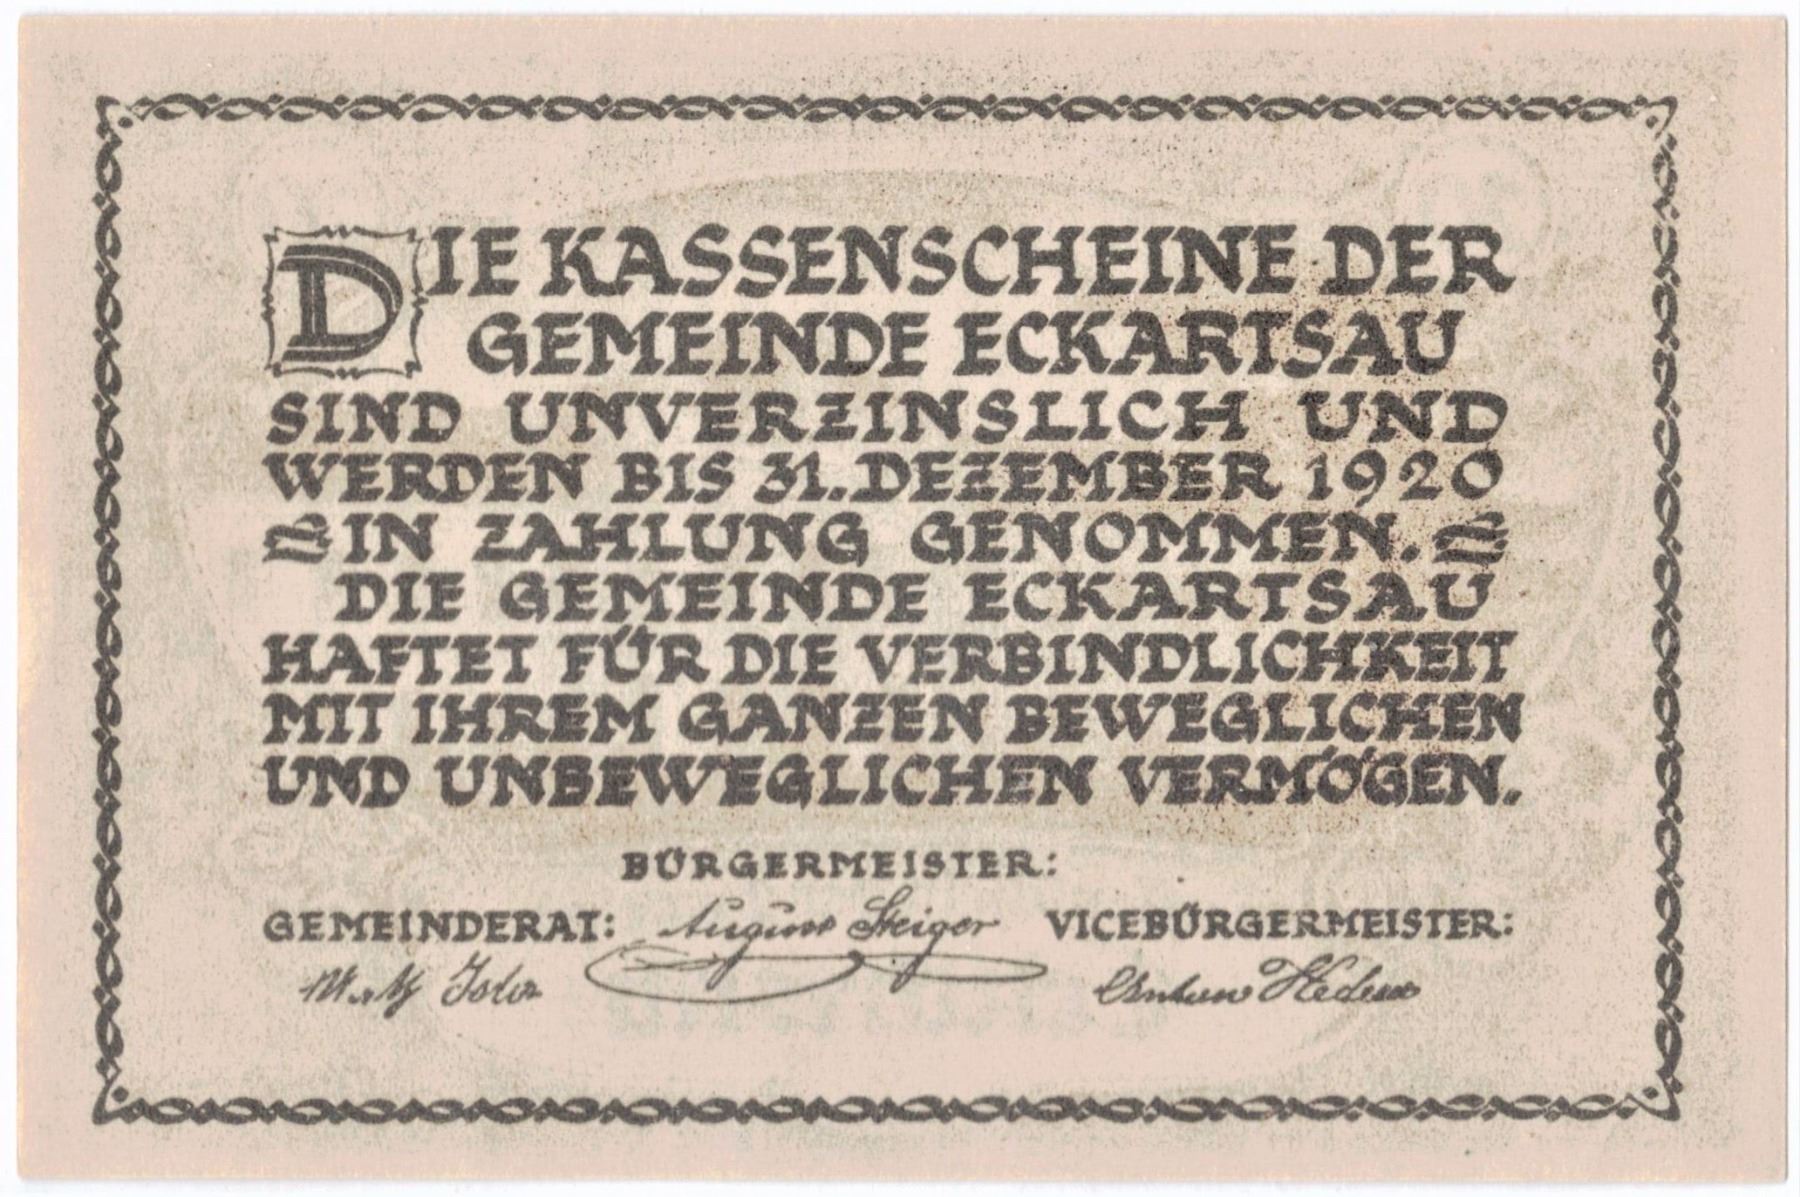 DIE KASSENSCHEINE DER
GEMEINDE ECKARTSAU
SIND UNVERZINSLICH UND
WERDEN BIS 31. DEZEMBER 1920
IN ZAHLUNG GENOMMEN.
DIE GEMEINDE ECKARTSAU
HAFTET FÜR DIE VERBINDLICHKEIT
MIT IHREM GANZEN BEWEGLICHEN
UND UNBEWEGLICHEN VERMÖGEN.
BÜRGERMEISTER:
GEMEINDERAT: August Steiger VICEBÜRGERMEISTER: